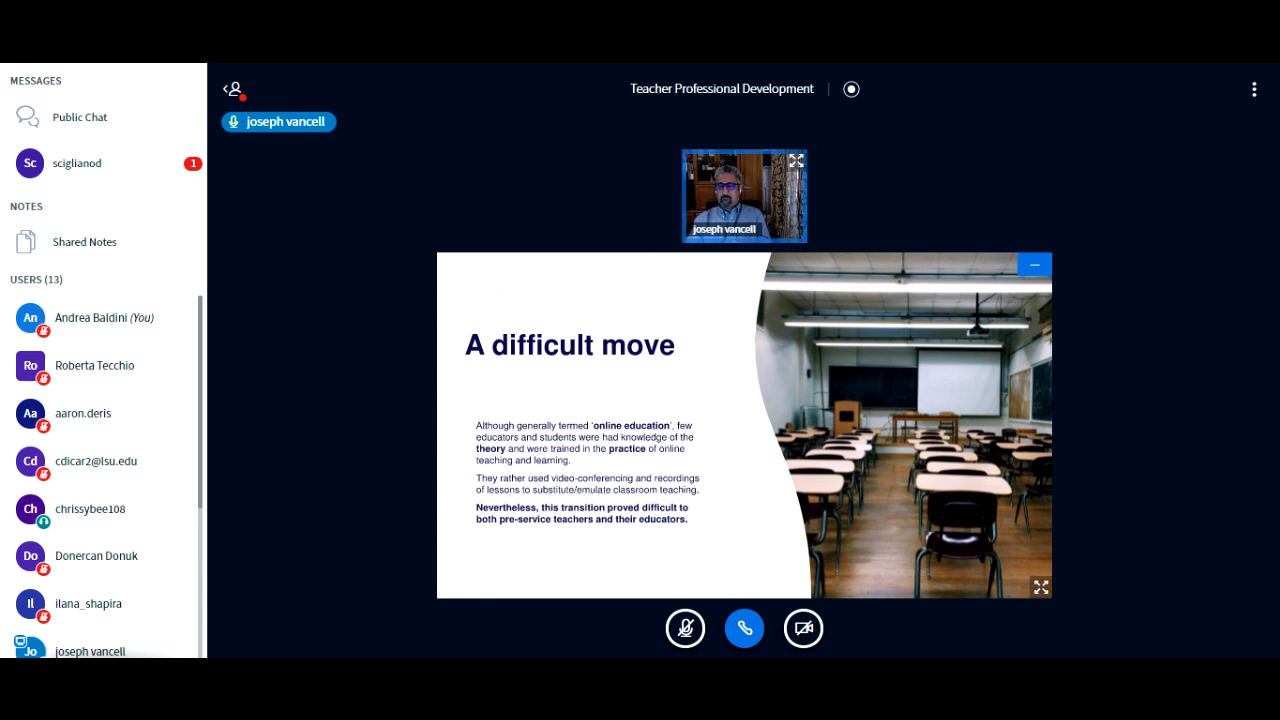 MESSAGES
Public Chat
Sc
sciglianod
1
NOTES
Shared Notes
USERS (13)
An
Andrea Baldini (You)
Ro
Roberta Tecchio
Aa
aaron.deris
Cd
cdicar2@lsu.edu
Ch
chrissybee108
Do
Donercan Donuk
Il
ilana_shapira
Jo
joseph vancell
Teacher Professional Development
joseph vancell
joseph vancell
A difficult move
Although generally termed ‘online education’, few
educators and students were had knowledge of the
theory and were trained in the practice of online
teaching and learning.
They rather used video-conferencing and recordings
of lessons to substitute/emulate classroom teaching.
Nevertheless, this transition proved difficult to
both pre-service teachers and their educators.